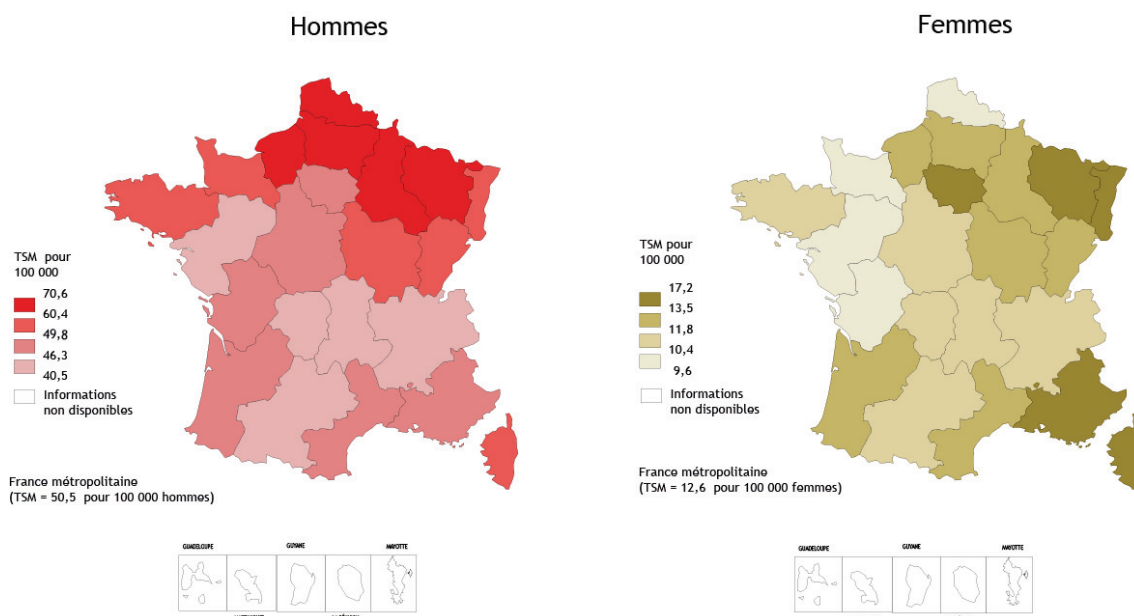 Hommes
Femmes
TSM pour
100 000
70,6
60,4
49,8
46,3
40,5
Informations
non disponibles
France métropolitaine
(TSM = 50,5 pour 100 000 hommes)
TSM pour
100 000
17,2
13,5
11,8
10,4
9,6
Informations
non disponibles
France métropolitaine
(TSM = 12,6 pour 100 000 femmes)
GUADELOUPE
GUYANE
MAYOTTE
GUADELOUPE
GUYANE
MAYOTTE